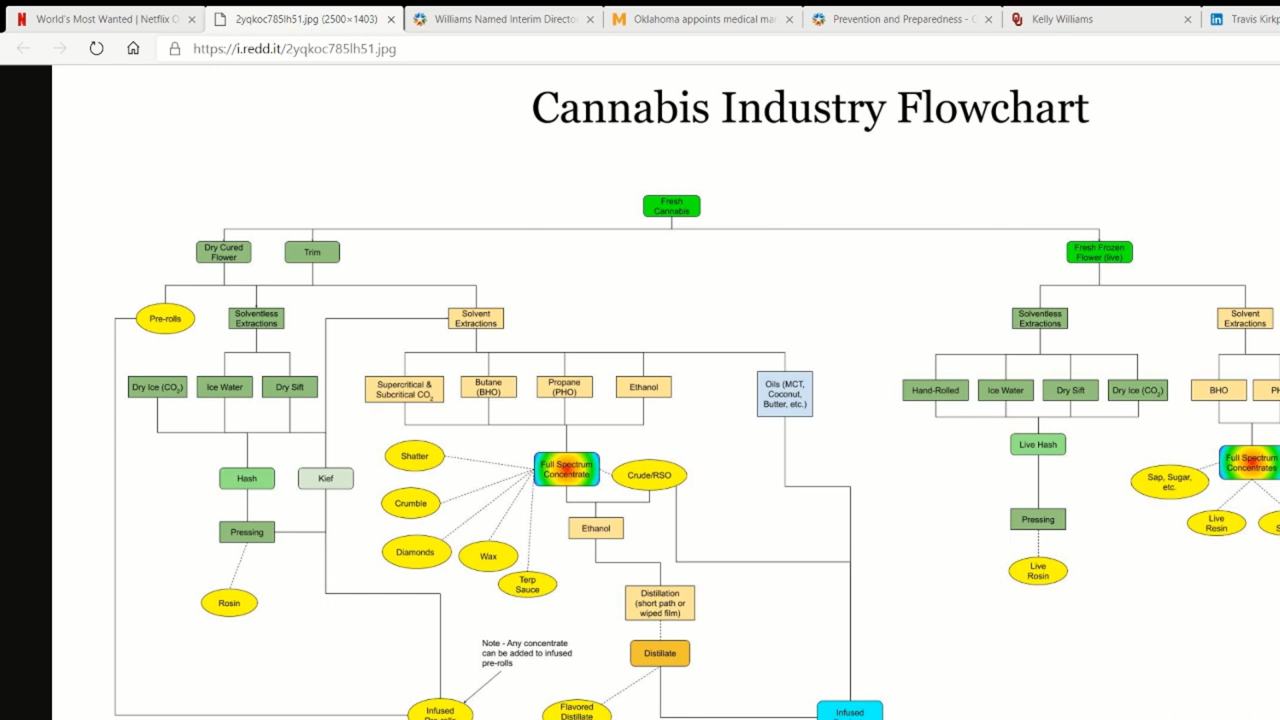 World's Most Wanted | Netflix O
2yqkoc785lh51.jpg (2500×1403)
Williams Named Interim Directo
Oklahoma appoints medical ma
Prevention and Preparedness -
Kelly Williams
Travis Kirkp
https://i.redd.it/2yqkoc785lh51.jpg
Cannabis Industry Flowchart
Fresh
Cannabis
Dry Cured
Flower
Trim
Fresh Frozen
Flower (live)
Pre-rolls
Solventless
Extractions
Solvent
Extractions
Solventless
Extractions
Solvent
Extractions
Dry Ice (CO₂)
Ice Water
Dry Sift
Supercritical &
Subcritical CO₂
Butane
(BHO)
Propane
(PHO)
Ethanol
Oils (MCT,
Coconut,
Butter, etc.)
Hand-Rolled
Ice Water
Dry Sift
Dry Ice (CO₂)
BHO
PH
Shatter
Full Spectrum
Concentrate
Crude/RSO
Live Hash
Full Spectrum
Concentrates
Hash
Kief
Sap, Sugar,
etc.
Crumble
Ethanol
Pressing
Pressing
Live
Resin
S
Diamonds
Wax
Terp
Sauce
Live
Rosin
Rosin
Distillation
(short path or
wiped film)
Note - Any concentrate
can be added to infused
pre-rolls
Distillate
Infused
Pre-rolls
Flavored
Distillate
Infused